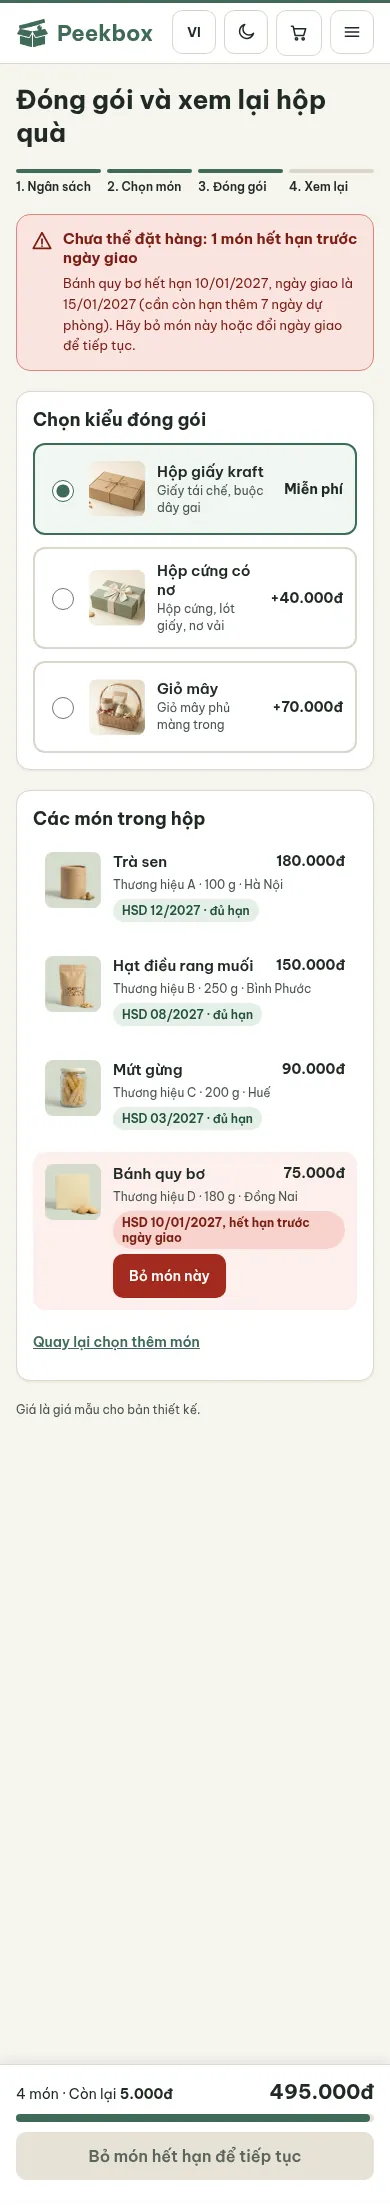 Peekbox
VI
Đóng gói và xem lại hộp
quà
1. Ngân sách
2. Chọn món
3. Đóng gói
4. Xem lại
Chưa thể đặt hàng: 1 món hết hạn trước
ngày giao
Bánh quy bơ hết hạn 10/01/2027, ngày giao là
15/01/2027 (cần còn hạn thêm 7 ngày dự
phòng). Hãy bỏ món này hoặc đổi ngày giao
để tiếp tục.
Chọn kiểu đóng gói
Hộp giấy kraft
Giấy tái chế, buộc
dây gai
Miễn phí
Hộp cứng có
nơ
Hộp cứng, lót
giấy, nơ vải
+40.000đ
Giỏ mây
Giỏ mây phủ
màng trong
+70.000đ
Các món trong hộp
Trà sen
180.000đ
Thương hiệu A · 100 g · Hà Nội
HSD 12/2027 · đủ hạn
Hạt điều rang muối
150.000đ
Thương hiệu B · 250 g · Bình Phước
HSD 08/2027 · đủ hạn
Mứt gừng
90.000đ
Thương hiệu C · 200 g · Huế
HSD 03/2027 · đủ hạn
Bánh quy bơ
75.000đ
Thương hiệu D · 180 g · Đồng Nai
HSD 10/01/2027, hết hạn trước
ngày giao
Bỏ món này
Quay lại chọn thêm món
Giá là giá mẫu cho bản thiết kế.
4 món · Còn lại 5.000đ
495.000đ
Bỏ món hết hạn để tiếp tục